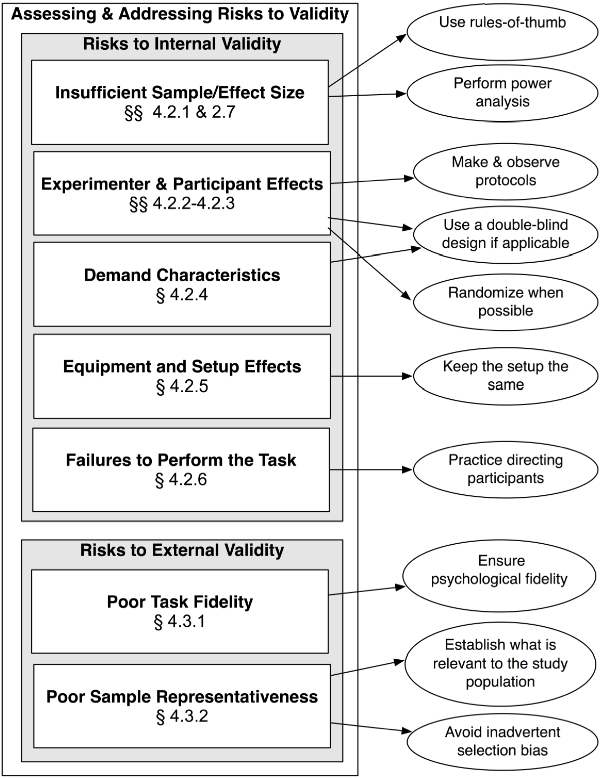 Assessing & Addressing Risks to Validity
Risks to Internal Validity
Insufficient Sample/Effect Size
§§ 4.2.1 & 2.7
Use rules-of-thumb
Perform power
analysis
Experimenter & Participant Effects
§§ 4.2.2-4.2.3
Make & observe
protocols
Use a double-blind
design if applicable
Randomize when
possible
Demand Characteristics
§ 4.2.4
Equipment and Setup Effects
§ 4.2.5
Keep the setup the
same
Failures to Perform the Task
§ 4.2.6
Practice directing
participants
Risks to External Validity
Poor Task Fidelity
§ 4.3.1
Ensure
psychological fidelity
Poor Sample Representativeness
§ 4.3.2
Establish what is
relevant to the study
population
Avoid inadvertent
selection bias